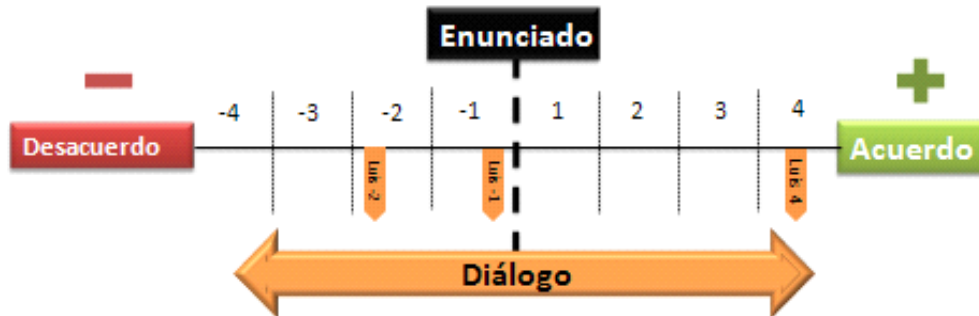 Enunciado
-4 -3 -2 -1 1 2 3 4
Desacuerdo
Acuerdo
Luis -2
Luis -1
Luis 4
Diálogo